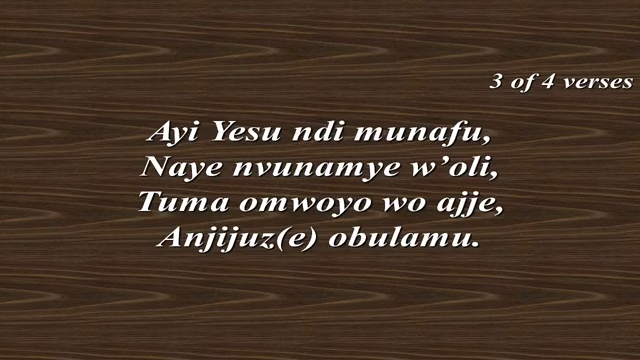 3 of 4 verses
Ayi Yesu ndi munafu,
Naye nvunamye w'oli,
Tuma omwoyo wo ajje,
Anjijuz(e) obulamu.